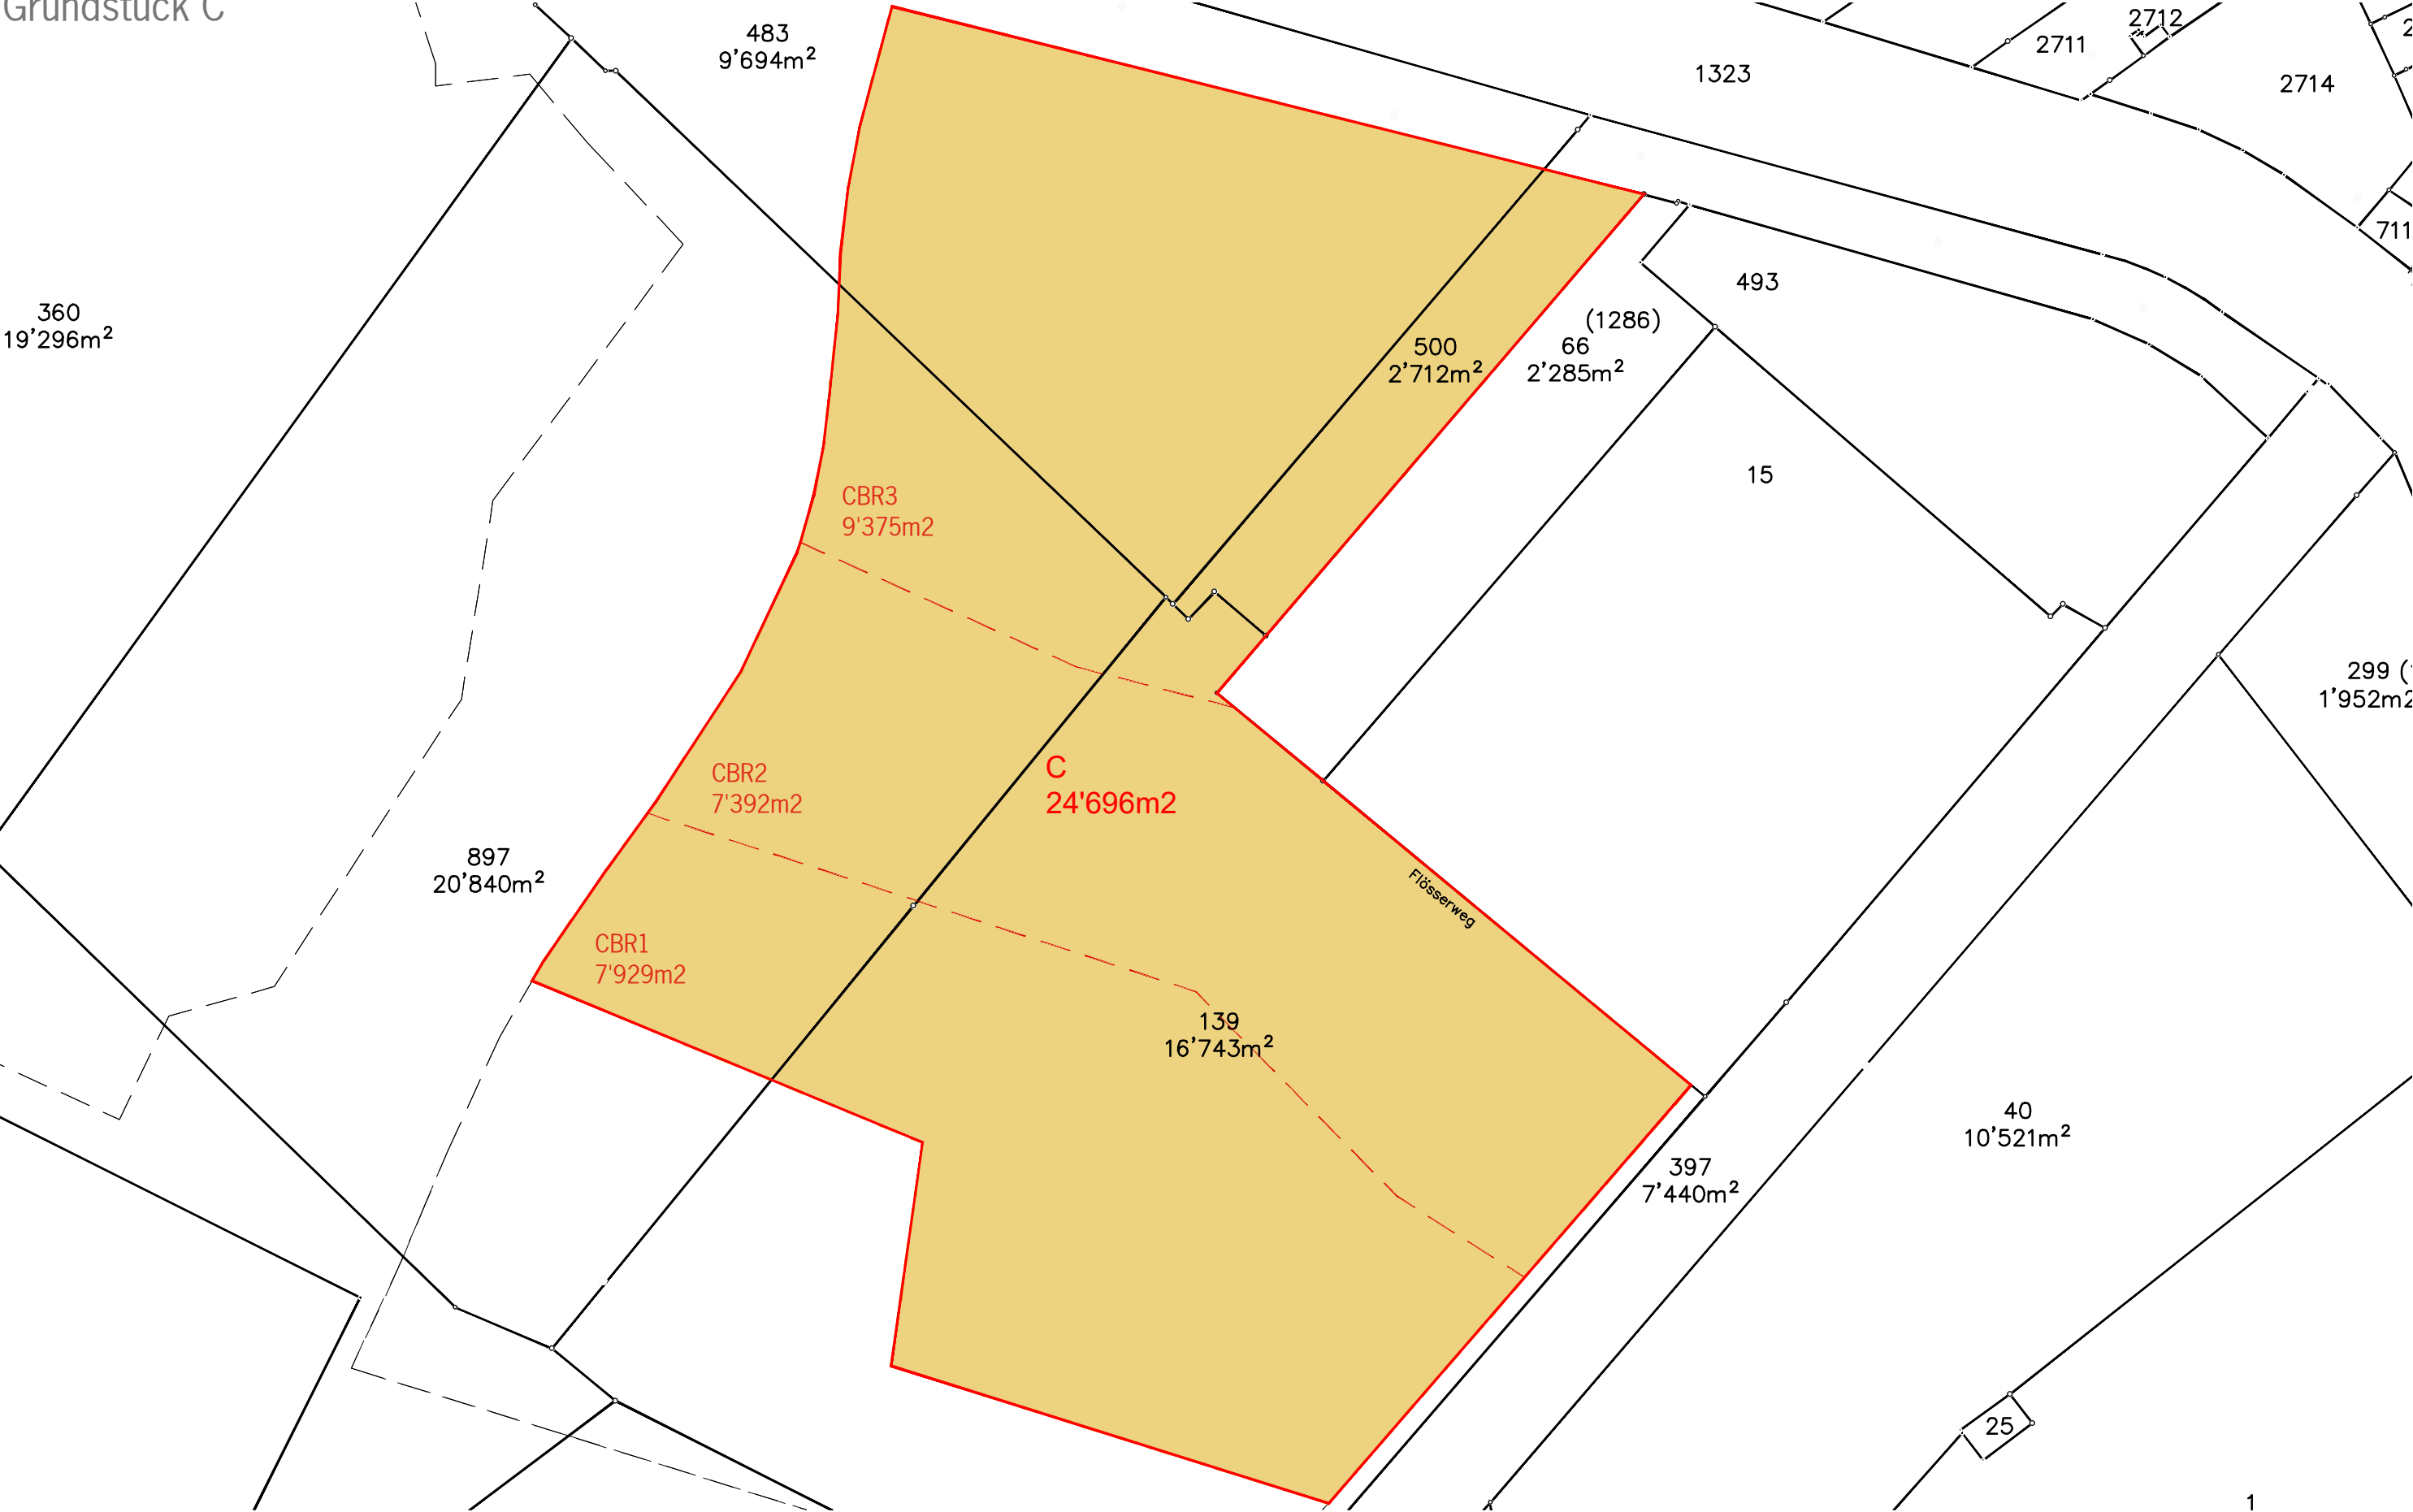 Grundstück C
483
9'694m²
2712
2711
1323
2714
711
360
19'296m²
493
(1286)
500
2'712m²
66
2'285m²
15
CBR3
9'375m2
299 (
1'952m2
CBR2
7'392m2
C
24'696m2
897
20'840m²
Flösserweg
CBR1
7'929m2
139
16'743m²
40
10'521m²
397
7'440m²
25
1